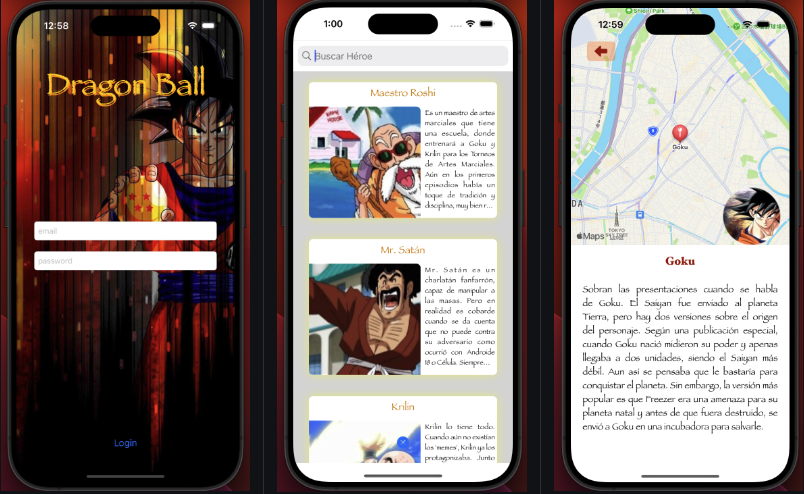 12:58
Dragon Ball
email
password
Login
1:00
Buscar Héroe
Maestro Roshi
KAME
HOUSE
Es un maestro de artes
marciales que tiene
una escuela, donde
entrenará a Goku y
Krilin para los Torneos
de Artes Marciales.
Aún en los primeros
episodios había un
toque de tradición y
disciplina, muy bien r...
Mr. Satán
Mr. Satán es un
charlatán fanfarrón,
capaz de manipular a
las masas. Pero en
realidad es cobarde
cuando se da cuenta
que no puede contra
su adversario como
ocurrió con Androide
18 o Célula. Siempre...
Krilin
Krilin lo tiene todo.
Cuando aún no existían
los 'memes', Krilin ya los
protagonizaba. Junto
12:59
Park
Goku
DA
TOKYO
Maps
Goku
Sobran las presentaciones cuando se habla
de Goku. El Saiyan fue enviado al planeta
Tierra, pero hay dos versiones sobre el origen
del personaje. Según una publicación especial,
cuando Goku nació midieron su poder y apenas
llegaba a dos unidades, siendo el Saiyan más
débil. Aun así se pensaba que le bastaría para
conquistar el planeta. Sin embargo, la versión más
popular es que Freezer era una amenaza para su
planeta natal y antes de que fuera destruido, se
envió a Goku en una incubadora para salvarle.